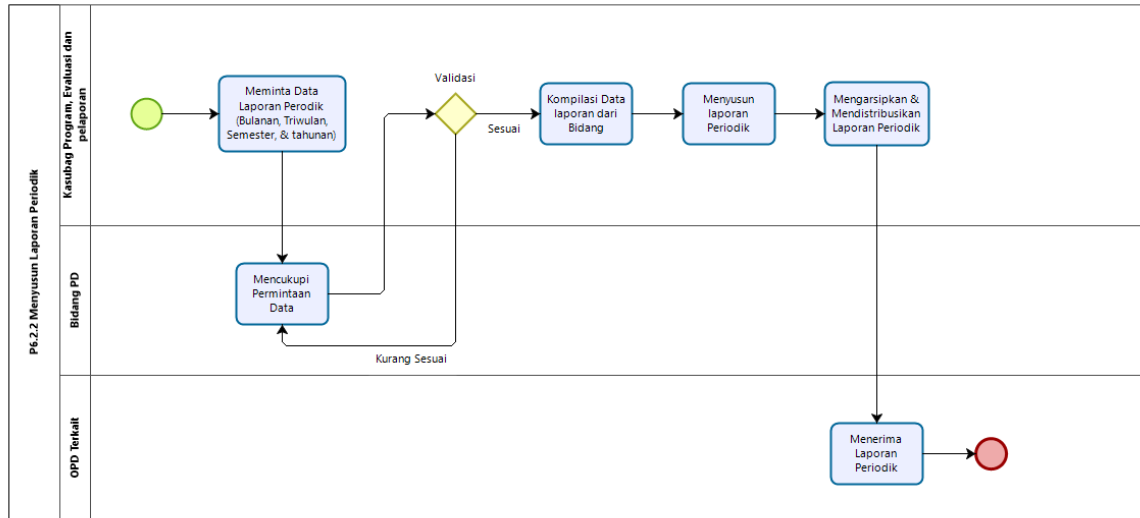 P6.2.2 Menyusun Laporan Periodik
Kasubag Program, Evaluasi dan
pelaporan
Meminta Data
Laporan Perodik
(Bulanan, Triwulan,
Semester, & tahunan)
Validasi
Sesuai
Kompilasi Data
laporan dari
Bidang
Menyusun
laporan
Periodik
Mengarsipkan &
Mendistribusikan
Laporan Periodik
Bidang PD
Mencukupi
Permintaan
Data
Kurang Sesuai
OPD Terkait
Menerima
Laporan
Periodik